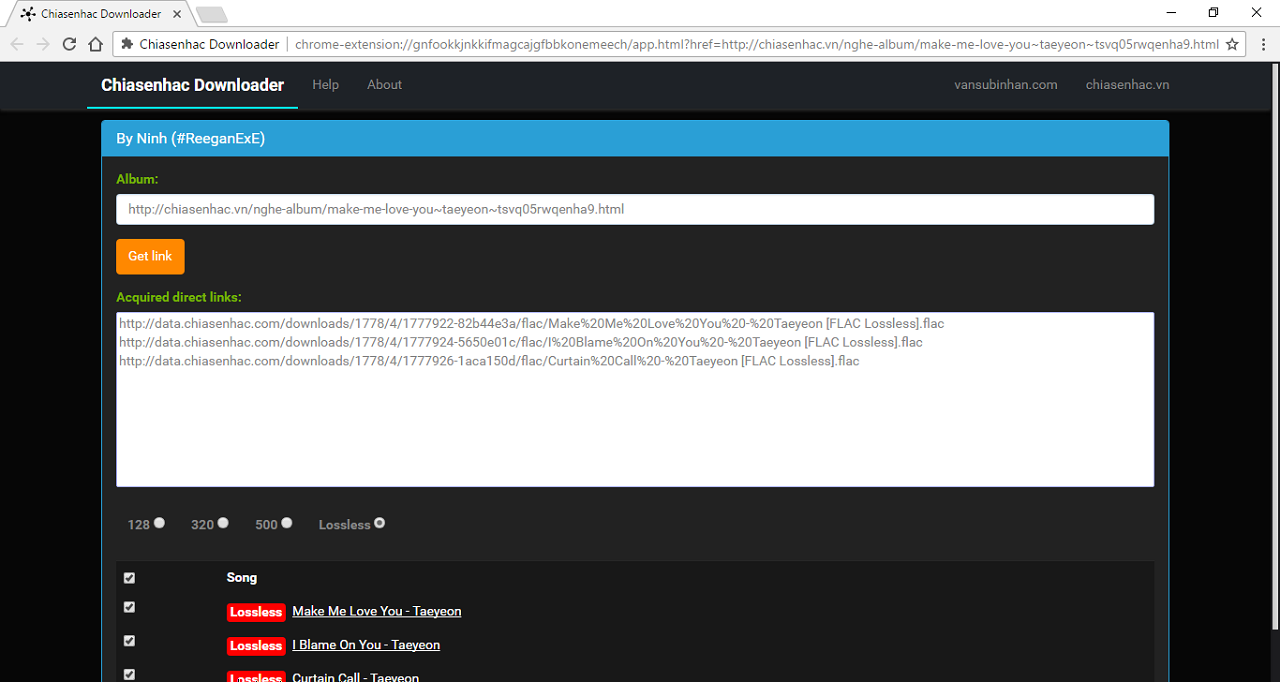 Chiasenhac Downloader
Chiasenhac Downloader chrome-extension://gnfookkjnkkifmagcajgfbbkonemeech/app.html?href=http://chiasenhac.vn/nghe-album/make-me-love-you~taeyeon~tsvq05rwqenha9.html
Chiasenhac Downloader Help About vansubinhan.com chiasenhac.vn
By Ninh (#ReeganExE)
Album:
http://chiasenhac.vn/nghe-album/make-me-love-you~taeyeon~tsvq05rwqenha9.html
Get link
Acquired direct links:
http://data.chiasenhac.com/downloads/1778/4/1777922-82b44e3a/flac/Make%20Me%20Love%20You%20-%20Taeyeon [FLAC Lossless].flac
http://data.chiasenhac.com/downloads/1778/4/1777924-5650e01c/flac/I%20Blame%20On%20You%20-%20Taeyeon [FLAC Lossless].flac
http://data.chiasenhac.com/downloads/1778/4/1777926-1aca150d/flac/Curtain%20Call%20-%20Taeyeon [FLAC Lossless].flac
128 320 500 Lossless
Song
Lossless Make Me Love You - Taeyeon
Lossless I Blame On You - Taeyeon
Lossless Curtain Call - Taeyeon